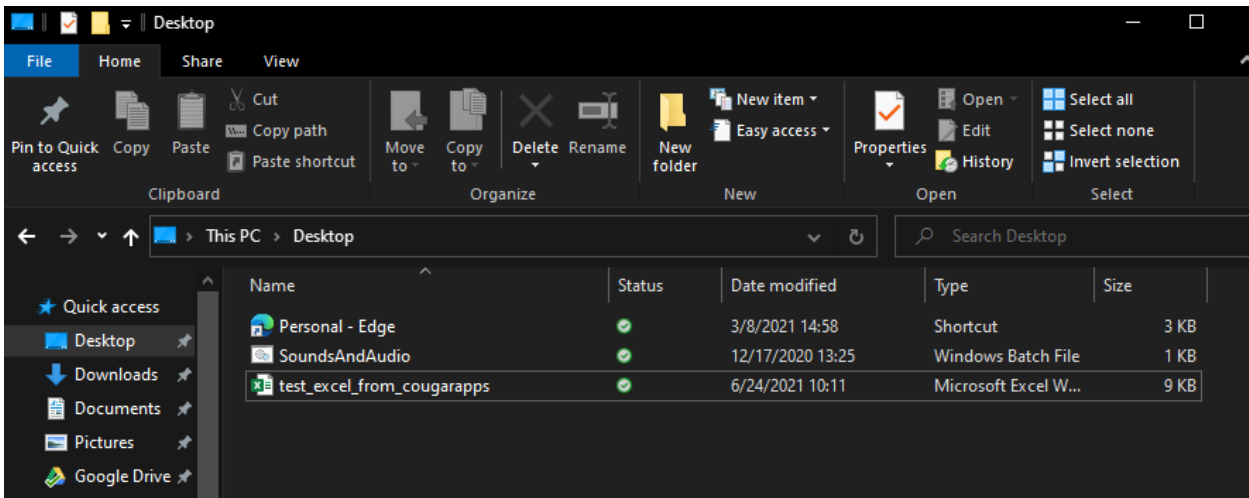 Desktop
File Home Share View
Pin to Quick access
Copy
Paste
Cut
Copy path
Paste shortcut
Clipboard
Move to
Copy to
Delete
Rename
Organize
New folder
New item
Easy access
New
Properties
Open
Edit
History
Open
Select all
Select none
Invert selection
Select
This PC > Desktop
Search Desktop
Name Status Date modified Type Size
Quick access
Desktop
Downloads
Documents
Pictures
Google Drive
Personal - Edge 3/8/2021 14:58 Shortcut 3 KB
SoundsAndAudio 12/17/2020 13:25 Windows Batch File 1 KB
test_excel_from_cougarapps 6/24/2021 10:11 Microsoft Excel W... 9 KB